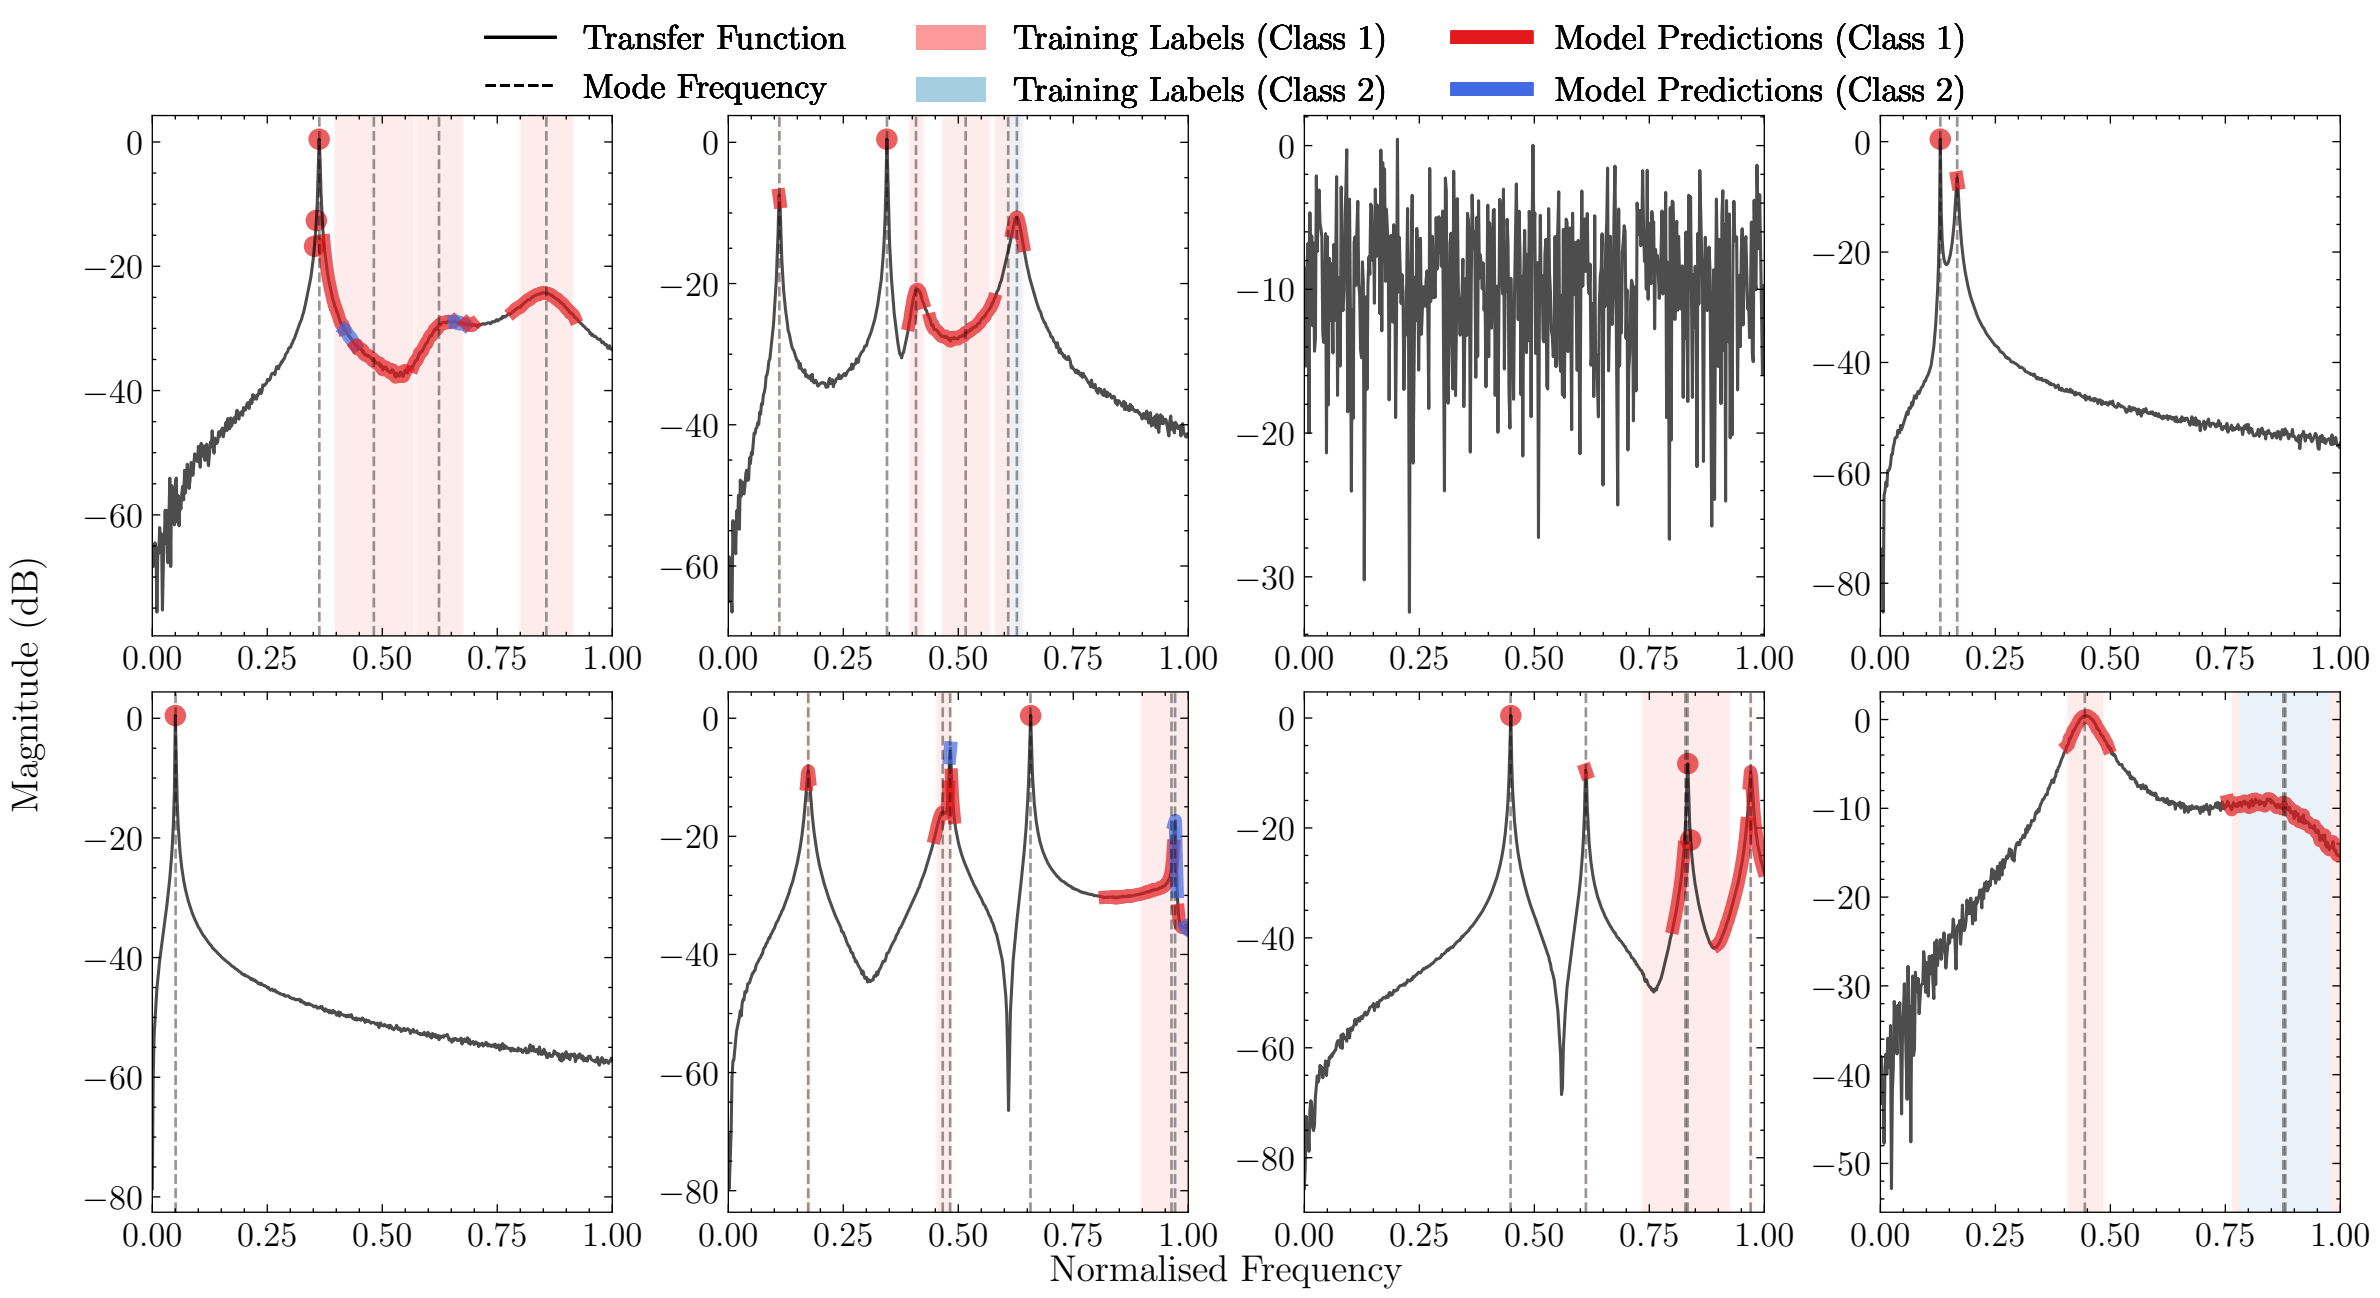 Transfer Function
Mode Frequency
Training Labels (Class 1)
Training Labels (Class 2)
Model Predictions (Class 1)
Model Predictions (Class 2)
Magnitude (dB)
0
−20
−40
−60
0.00 0.25 0.50 0.75 1.00
0
−20
−40
−60
0.00 0.25 0.50 0.75 1.00
0
−10
−20
−30
0.00 0.25 0.50 0.75 1.00
0
−20
−40
−60
−80
0.00 0.25 0.50 0.75 1.00
0
−20
−40
−60
−80
0.00 0.25 0.50 0.75 1.00
0
−20
−40
−60
−80
0.00 0.25 0.50 0.75 1.00
0
−20
−40
−60
−80
0.00 0.25 0.50 0.75 1.00
0
−10
−20
−30
−40
−50
0.00 0.25 0.50 0.75 1.00
Normalised Frequency